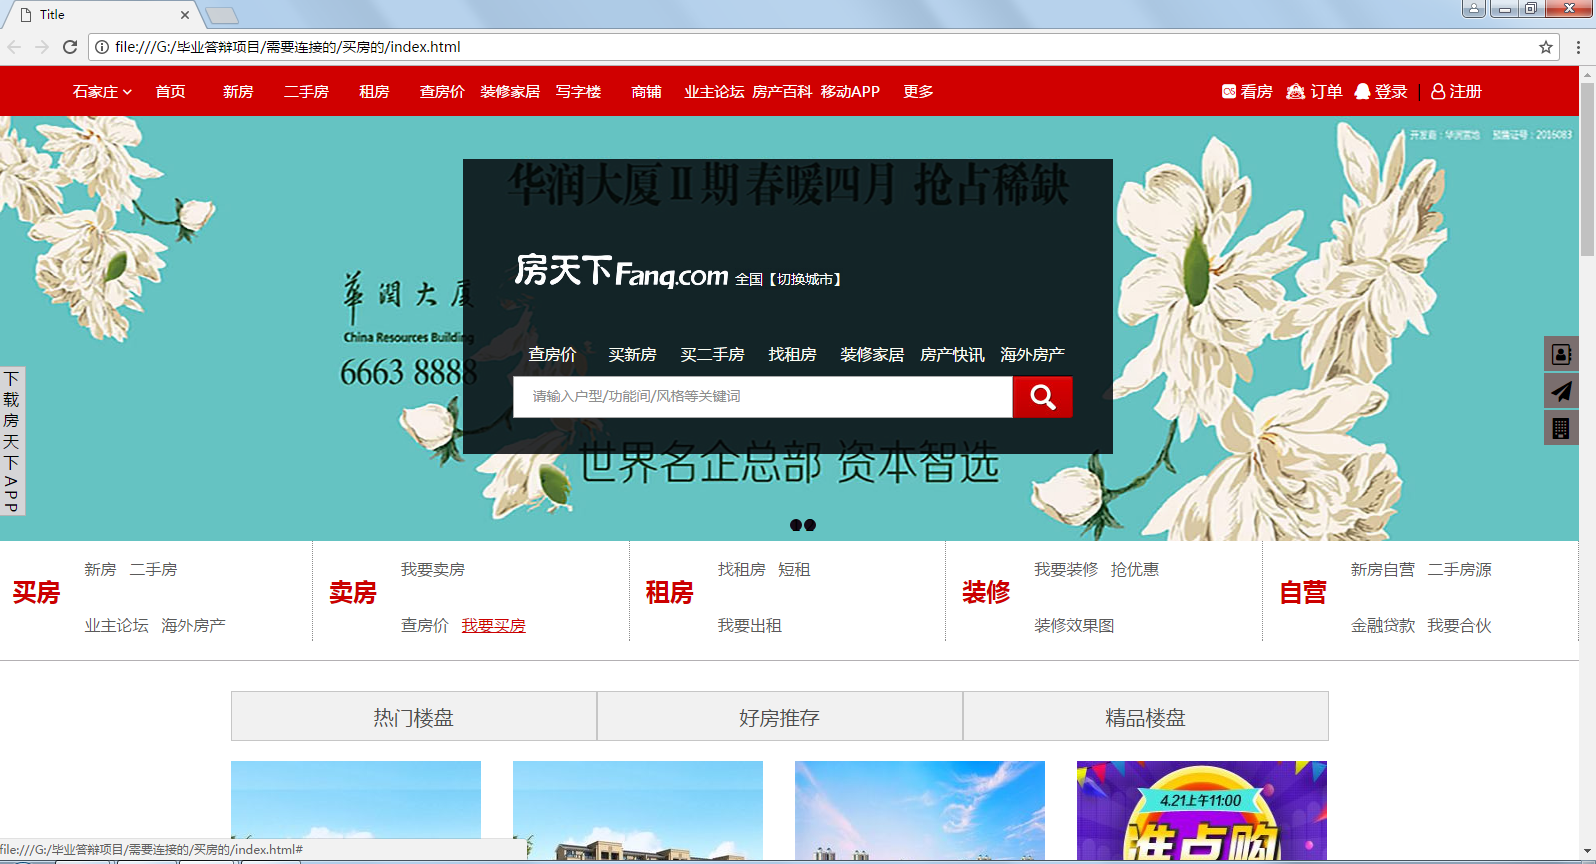 Title
file:///G:/毕业答辩项目/需要连接的/买房的/index.html
石家庄 首页 新房 二手房 租房 查房价 装修家居 写字楼 商铺 业主论坛 房产百科 移动APP 更多 看房 订单 登录 注册
开发商：华润置地 预售证号：2016083
华润大厦Ⅱ期 春暖四月 抢占稀缺
房天下Fang.com 全国【切换城市】
華润大厦
China Resources Building
6663 8888
查房价 买新房 买二手房 找租房 装修家居 房产快讯 海外房产
请输入户型/功能间/风格等关键词
下载房天下APP
世界名企总部 资本智选
买房
新房 二手房
业主论坛 海外房产
卖房
我要卖房
查房价 我要买房
租房
找租房 短租
我要出租
装修
我要装修 抢优惠
装修效果图
自营
新房自营 二手房源
金融贷款 我要合伙
热门楼盘 好房推存 精品楼盘
4.21上午11:00
准点购
file:///G:/毕业答辩项目/需要连接的/买房的/index.html#